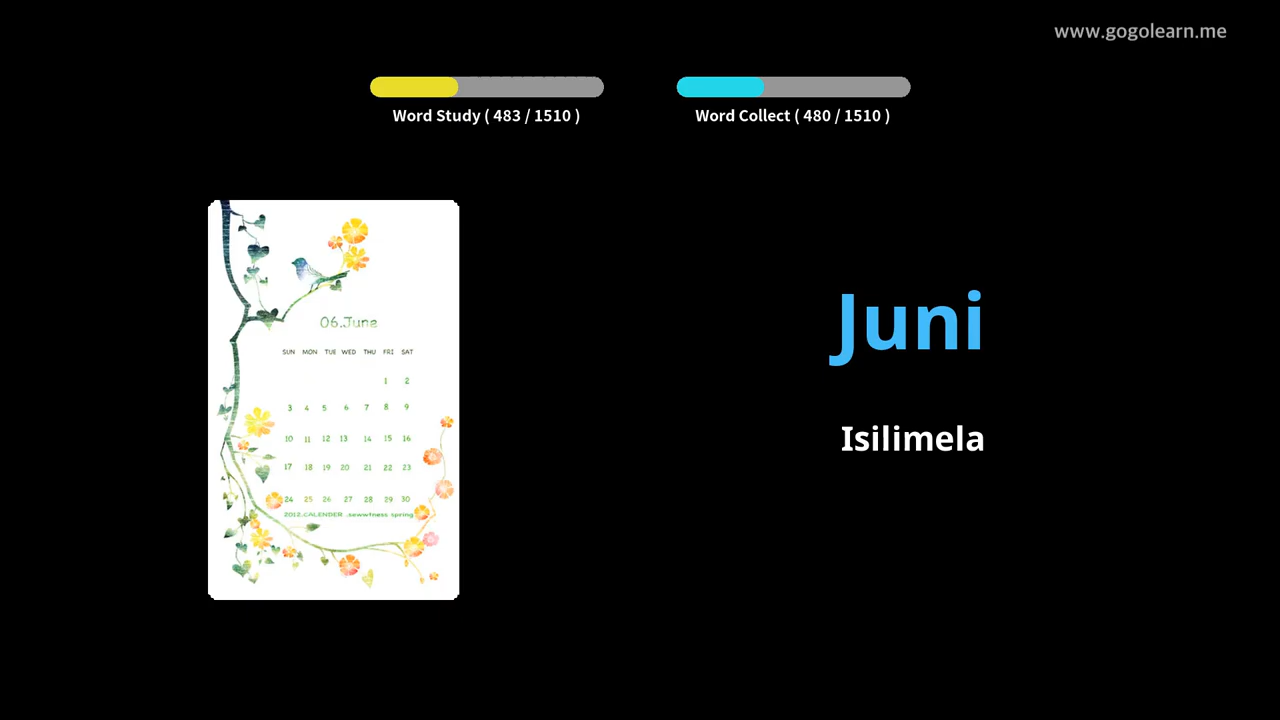 www.gogolearn.me
Word Study ( 483 / 1510 )
Word Collect ( 480 / 1510 )
06.June
SUN MON TUE WED THU FRI SAT
1 2
3 4 5 6 7 8 9
10 11 12 13 14 15 16
17 18 19 20 21 22 23
24 25 26 27 28 29 30
2012.CALENDER
spring
Juni
Isilimela